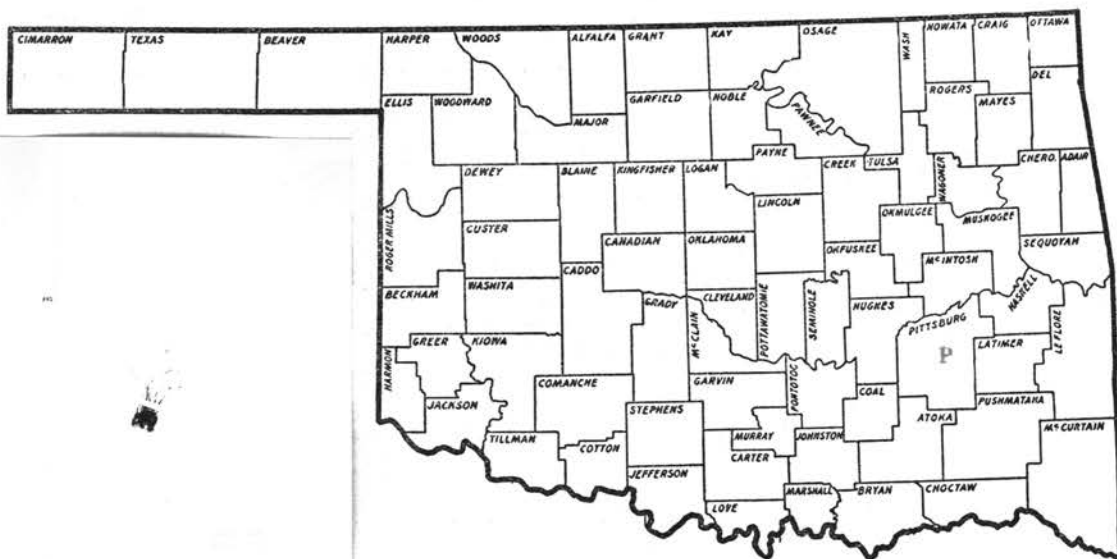 CIMARRON
TEXAS
BEAVER
HARPER
WOODS
ALFALFA
GRANT
KAY
OSAGE
WASH
NOWATA
CRAIG
OTTAWA
ELLIS
WOODWARD
MAJOR
GARFIELD
NOBLE
PAWNEE
ROGERS
MAYES
DEL.
DEWEY
BLAINE
KINGFISHER
LOGAN
PAYNE
CREEK
TULSA
WAGONER
CHERO.
ADAIR
ROGER MILLS
CUSTER
CANADIAN
OKLAHOMA
LINCOLN
OKMULGEE
MUSKOGEE
OKFUSKEE
MCINTOSH
SEQUOYAH
BECKHAM
WASHITA
CADDO
GRADY
CLEVELAND
MCCLAIN
POTTAWATOMIE
SEMINOLE
HUGHES
PITTSBURG
HASKELL
LATIMER
LE FLORE
P
HARMON
GREER
KIOWA
JACKSON
COMANCHE
STEPHENS
GARVIN
PONTOTOC
COAL
ATOKA
PUSHMATAHA
MCCURTAIN
TILLMAN
COTTON
JEFFERSON
MURRAY
CARTER
JOHNSTON
LOVE
MARSHALL
BRYAN
CHOCTAW